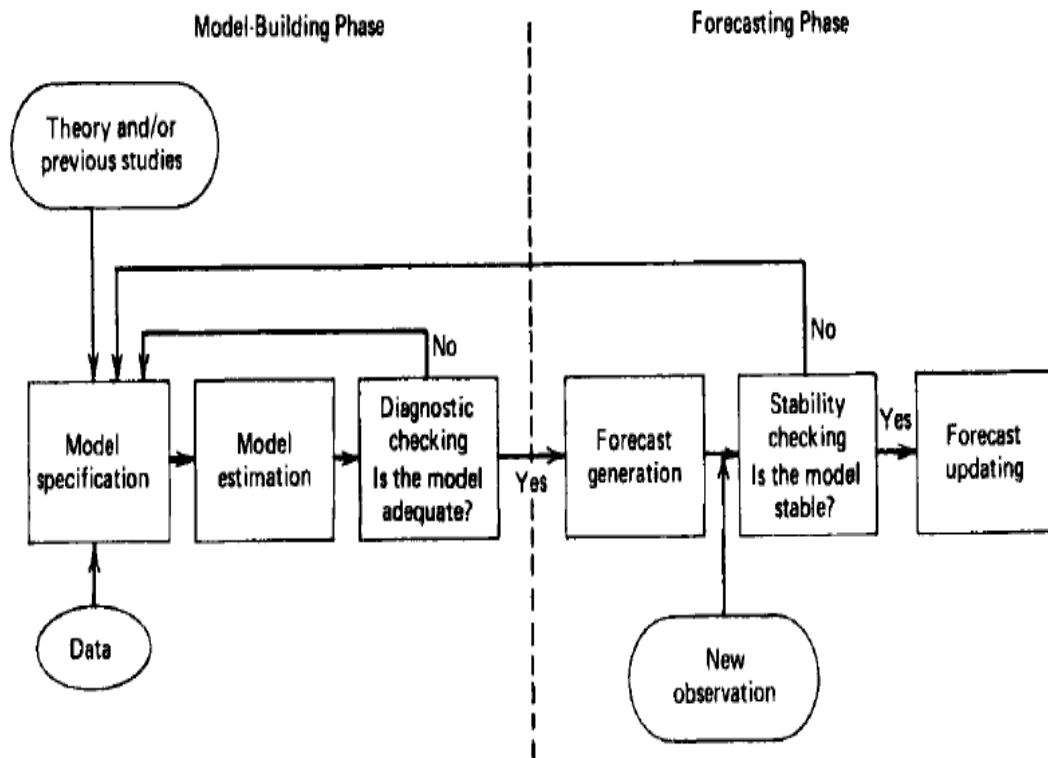 Model-Building Phase
Forecasting Phase
Theory and/or
previous studies
No
No
Model
specification
Model
estimation
Diagnostic
checking
Is the model
adequate?
Yes
Forecast
generation
Stability
checking
Is the model
stable?
Yes
Forecast
updating
Data
New
observation